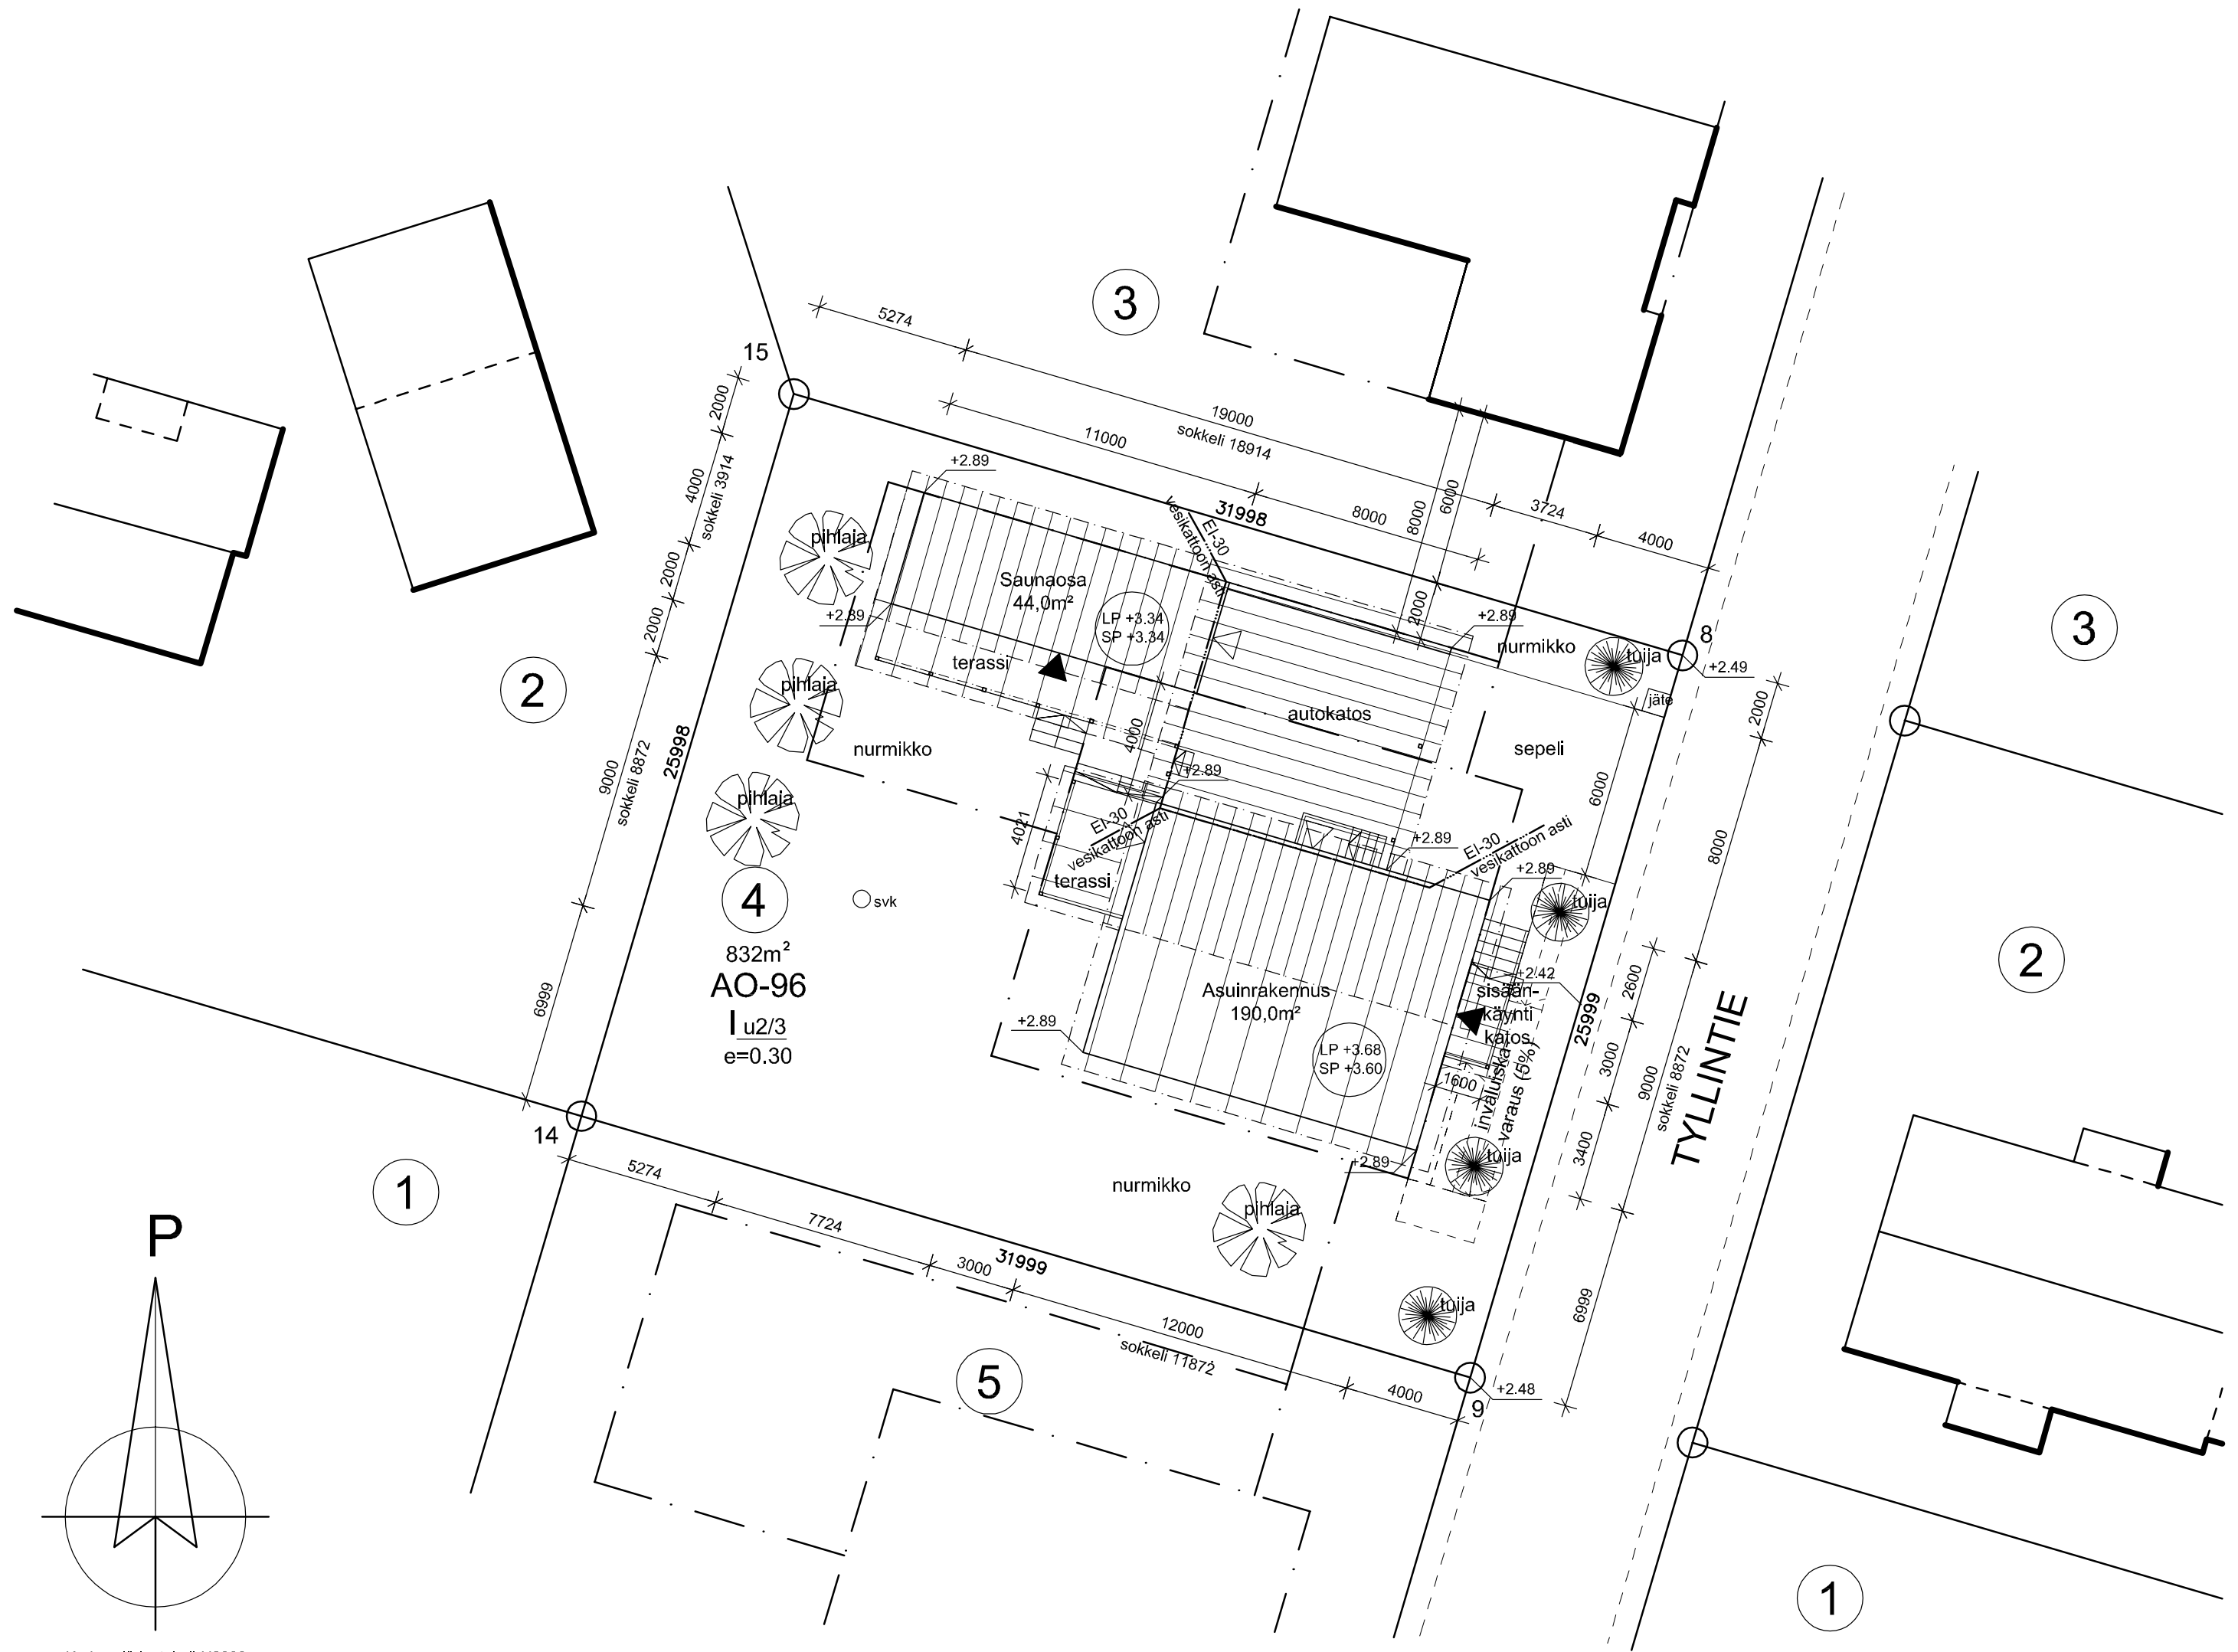 3
5274
15
19000
sokkeli 18914
11000
2000
31998
8000
8000
6000
3724
4000
4000
sokkeli 3914
+2.89
EI-30
vesikattoon asti
pihlaja
Saunaosa
44,0m²
LP +3.34
SP +3.34
2000
+2.89
2000
+2.89
nurmikko
8
tuija
+2.49
3
2000
terassi
2
pihlaja
jäte
autokatos
2000
nurmikko
4000
sepeli
25998
9000
sokkeli 8872
+2.89
6000
pihlaja
4021
EI-30
vesikattoon asti
+2.89
EI-30
vesikattoon asti
8000
+2.89
terassi
4
svk
tuija
832m²
AO-96
I u2/3
e=0.30
6999
Asuinrakennus
190,0m²
+2.42
sisään-
käynti
katos
2600
2
25999
TYLLINTIE
+2.89
LP +3.68
SP +3.60
1600
invaluiska-
varaus (5%)
3000
9000
sokkeli 8872
14
3400
5274
+2.89
tuija
1
nurmikko
pihlaja
P
7724
3000
31999
12000
sokkeli 11872
tuija
6999
5
4000
+2.48
9
1